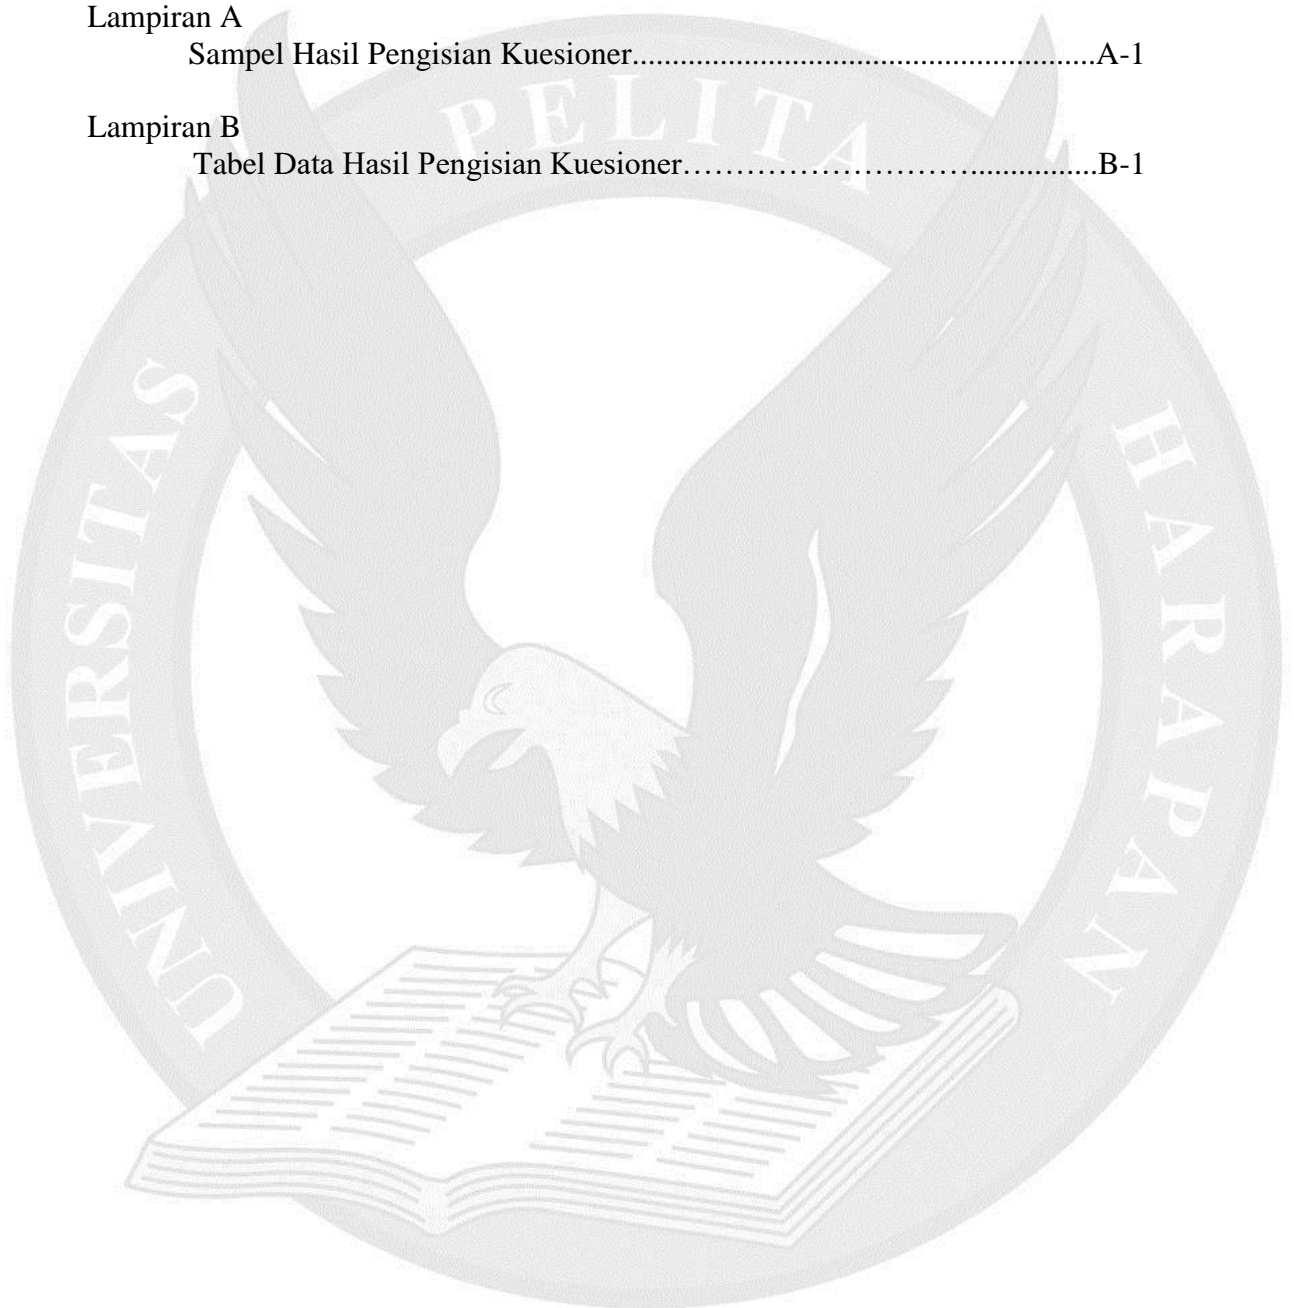 Lampiran A
Sampel Hasil Pengisian Kuesioner..........................................................A-1
Lampiran B
Tabel Data Hasil Pengisian Kuesioner………………………...............B-1
UNIVERSITAS PELITA HARAPAN